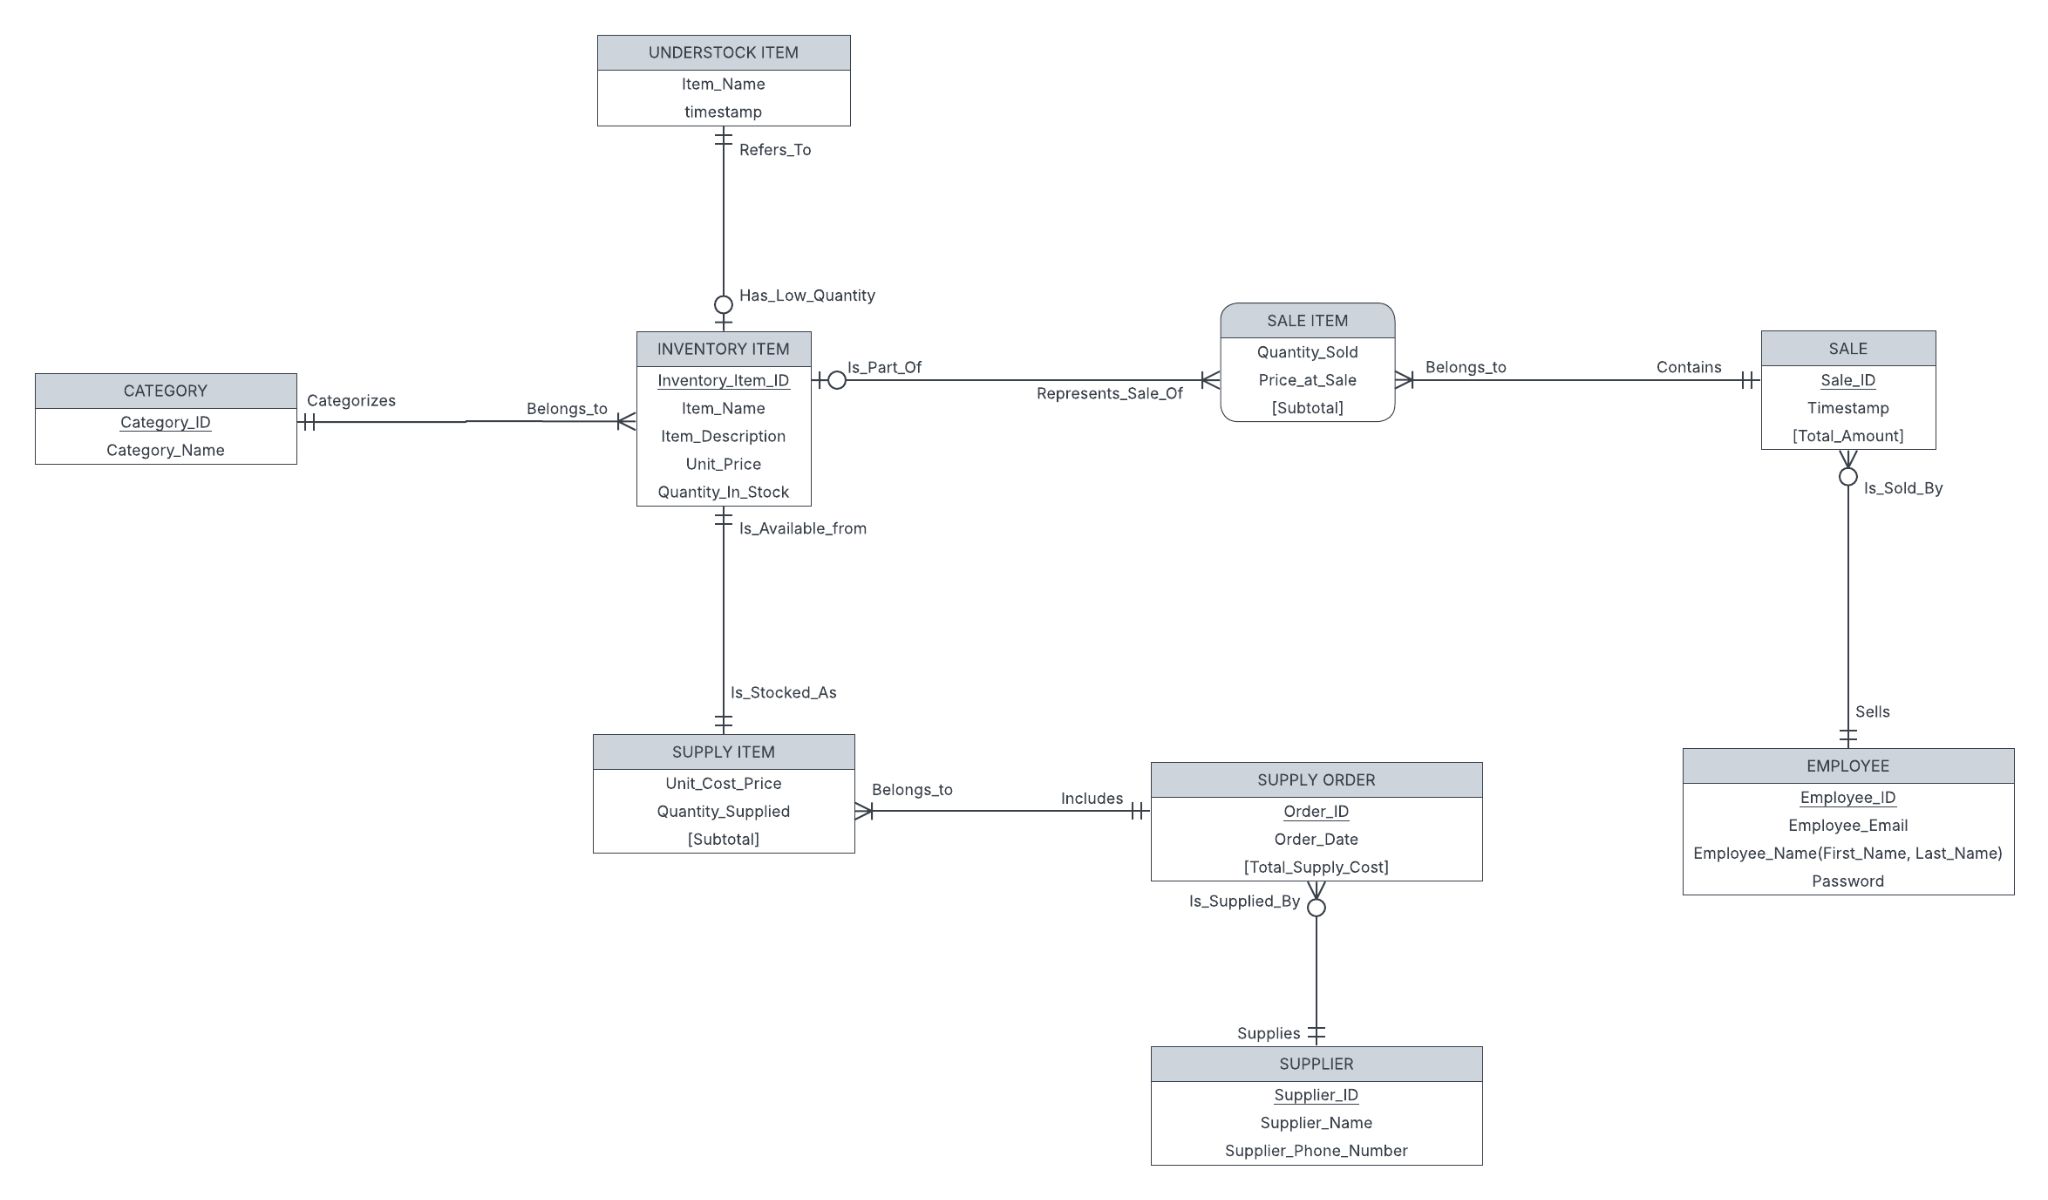 UNDERSTOCK ITEM
Item_Name
timestamp
Refers_To
Has_Low_Quantity
INVENTORY ITEM
Inventory_Item_ID
Item_Name
Item_Description
Unit_Price
Quantity_In_Stock
Is_Part_Of
Represents_Sale_Of
SALE ITEM
Quantity_Sold
Price_at_Sale
[Subtotal]
Belongs_to
Contains
SALE
Sale_ID
Timestamp
[Total_Amount]
CATEGORY
Category_ID
Category_Name
Categorizes
Belongs_to
Is_Sold_By
Is_Available_from
Is_Stocked_As
Sells
SUPPLY ITEM
Unit_Cost_Price
Quantity_Supplied
[Subtotal]
Belongs_to
Includes
SUPPLY ORDER
Order_ID
Order_Date
[Total_Supply_Cost]
EMPLOYEE
Employee_ID
Employee_Email
Employee_Name(First_Name, Last_Name)
Password
Is_Supplied_By
Supplies
SUPPLIER
Supplier_ID
Supplier_Name
Supplier_Phone_Number